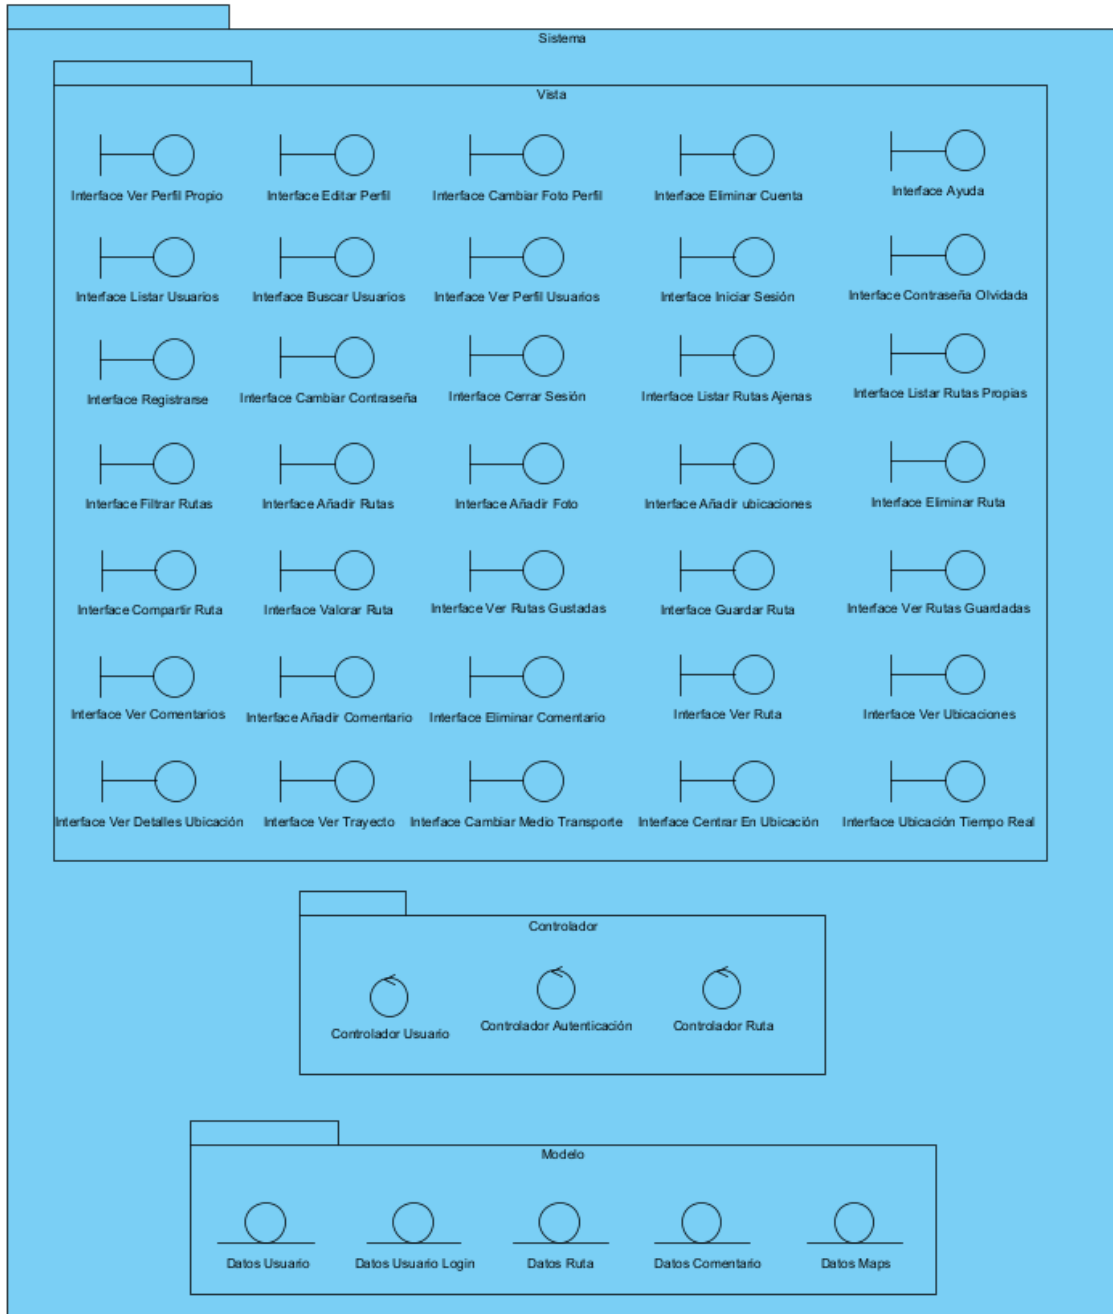 Sistema
Vista
Interface Ver Perfil Propio
Interface Editar Perfil
Interface Cambiar Foto Perfil
Interface Eliminar Cuenta
Interface Ayuda
Interface Listar Usuarios
Interface Buscar Usuarios
Interface Ver Perfil Usuarios
Interface Iniciar Sesión
Interface Contraseña Olvidada
Interface Registrarse
Interface Cambiar Contraseña
Interface Cerrar Sesión
Interface Listar Rutas Ajenas
Interface Listar Rutas Propias
Interface Filtrar Rutas
Interface Añadir Rutas
Interface Añadir Foto
Interface Añadir ubicaciones
Interface Eliminar Ruta
Interface Compartir Ruta
Interface Valorar Ruta
Interface Ver Rutas Gustadas
Interface Guardar Ruta
Interface Ver Rutas Guardadas
Interface Ver Comentarios
Interface Añadir Comentario
Interface Eliminar Comentario
Interface Ver Ruta
Interface Ver Ubicaciones
Interface Ver Detalles Ubicación
Interface Ver Trayecto
Interface Cambiar Medio Transporte
Interface Centrar En Ubicación
Interface Ubicación Tiempo Real
Controlador
Controlador Usuario
Controlador Autenticación
Controlador Ruta
Modelo
Datos Usuario
Datos Usuario Login
Datos Ruta
Datos Comentario
Datos Maps